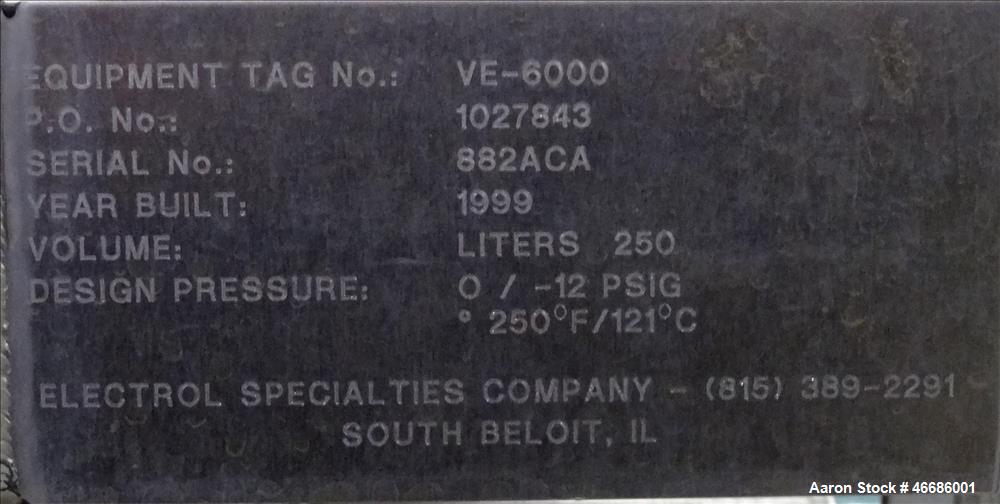 EQUIPMENT TAG No.: VE-6000
P.O. No.: 1027843
SERIAL No.: 882ACA
YEAR BUILT: 1999
VOLUME: LITERS 250
DESIGN PRESSURE: 0 / -12 PSIG
° 250°F/121°C
ELECTROL SPECIALTIES COMPANY - (815) 389-2291
SOUTH BELOIT, IL
Aaron Stock # 46686001